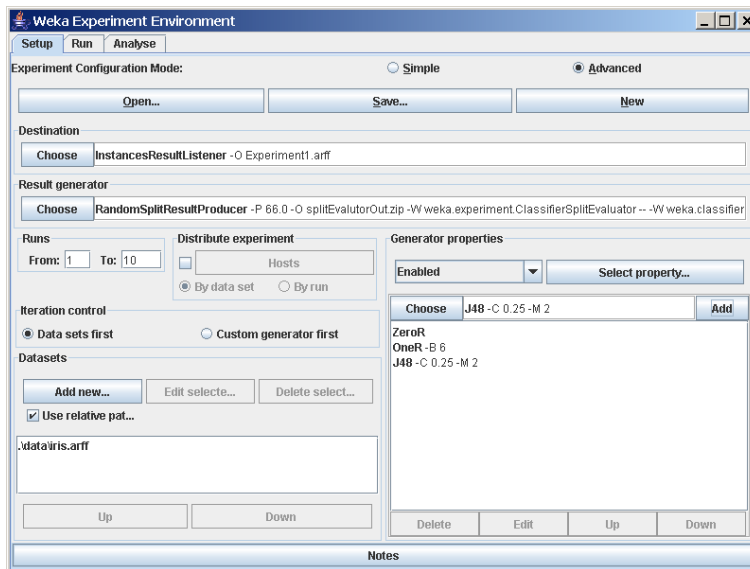 Weka Experiment Environment
Setup Run Analyse
Experiment Configuration Mode: Simple Advanced
Open... Save... New
Destination
Choose InstancesResultListener -O Experiment1.arff
Result generator
Choose RandomSplitResultProducer -P 66.0 -O splitEvalutorOut.zip -W weka.experiment.ClassifierSplitEvaluator -- -W weka.classifier
Runs
From: 1 To: 10
Distribute experiment
Hosts
By data set By run
Generator properties
Enabled Select property...
Iteration control
Data sets first Custom generator first
Choose J48 -C 0.25 -M 2 Add
ZeroR
OneR -B 6
J48 -C 0.25 -M 2
Datasets
Add new... Edit selecte... Delete select...
Use relative pat...
.\data\iris.arff
Up Down
Delete Edit Up Down
Notes